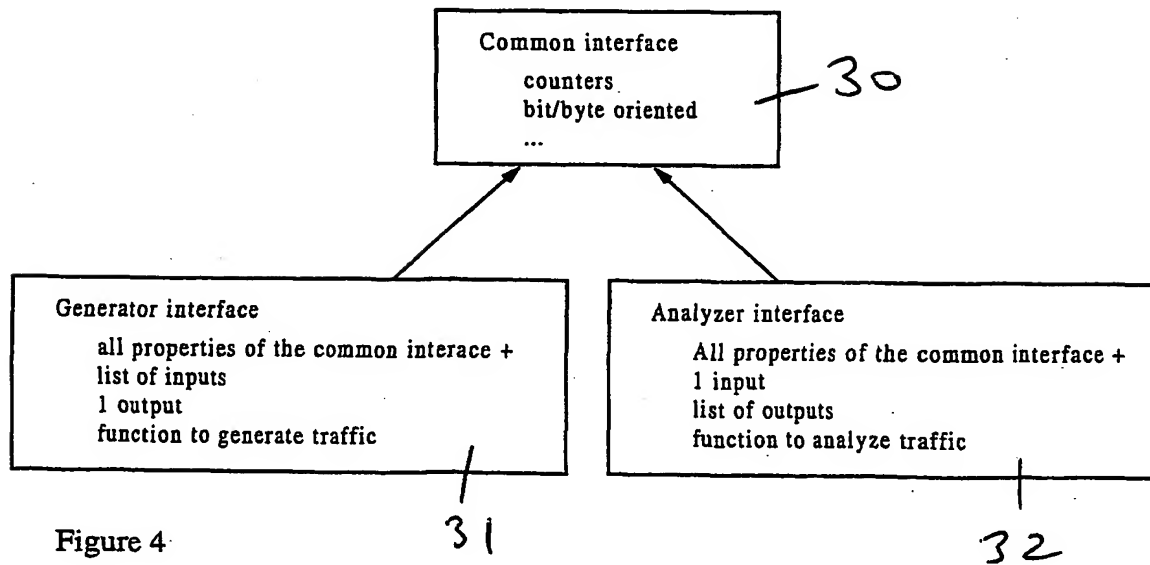 Common interface
counters
bit/byte oriented
...
30
Generator interface
all properties of the common interace +
list of inputs
1 output
function to generate traffic
31
Analyzer interface
All properties of the common interface +
1 input
list of outputs
function to analyze traffic
32
Figure 4